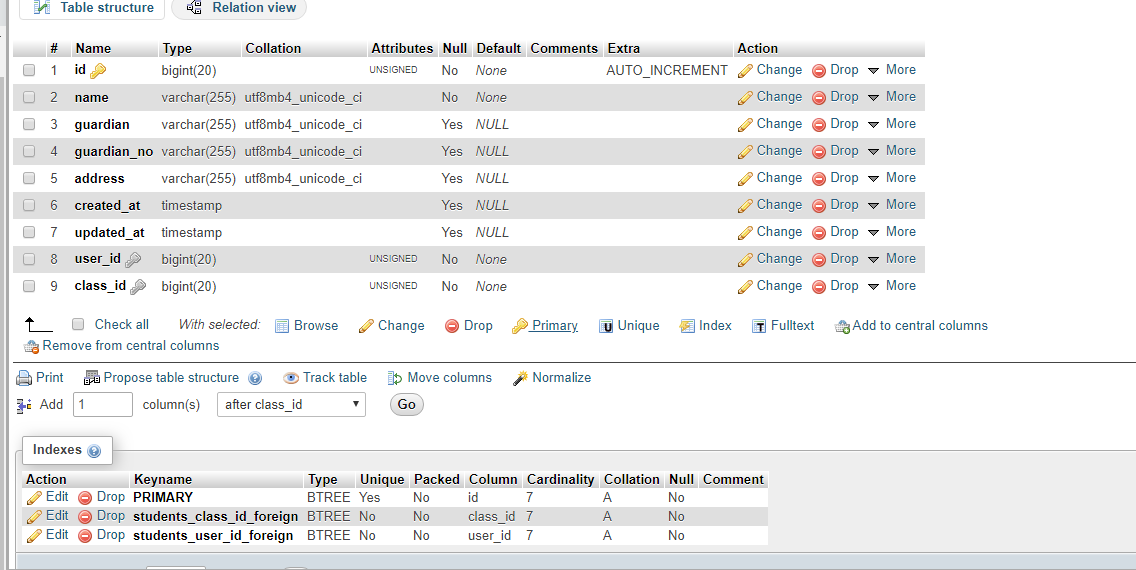 Table structure Relation view
# Name Type Collation Attributes Null Default Comments Extra Action
1 id bigint(20) UNSIGNED No None AUTO_INCREMENT Change Drop More
2 name varchar(255) utf8mb4_unicode_ci No None Change Drop More
3 guardian varchar(255) utf8mb4_unicode_ci Yes NULL Change Drop More
4 guardian_no varchar(255) utf8mb4_unicode_ci Yes NULL Change Drop More
5 address varchar(255) utf8mb4_unicode_ci Yes NULL Change Drop More
6 created_at timestamp Yes NULL Change Drop More
7 updated_at timestamp Yes NULL Change Drop More
8 user_id bigint(20) UNSIGNED No None Change Drop More
9 class_id bigint(20) UNSIGNED No None Change Drop More
Check all With selected: Browse Change Drop Primary Unique Index Fulltext Add to central columns
Remove from central columns
Print Propose table structure Track table Move columns Normalize
Add 1 column(s) after class_id Go
Indexes
Action Keyname Type Unique Packed Column Cardinality Collation Null Comment
Edit Drop PRIMARY BTREE Yes No id 7 A No
Edit Drop students_class_id_foreign BTREE No No class_id 7 A No
Edit Drop students_user_id_foreign BTREE No No user_id 7 A No